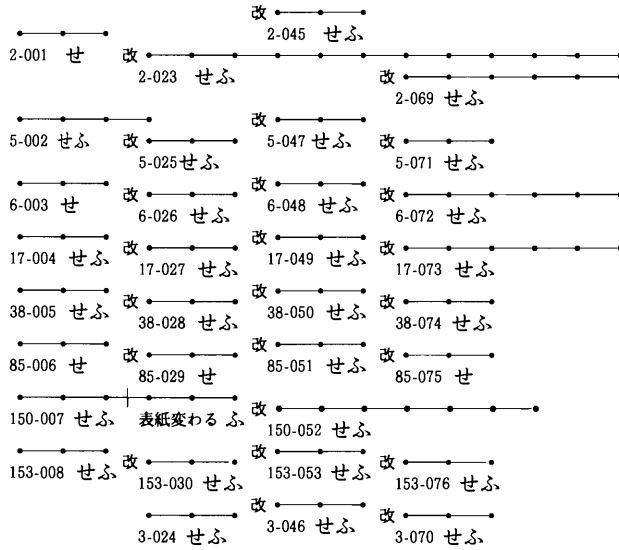 改
2-001 せ 改 2-045 せふ
2-023 せふ 改
2-069 せふ
改
5-002 せふ 改 5-047 せふ 改
5-025 せふ 5-071 せふ
改
6-003 せ 改 6-048 せふ 改
6-026 せふ 6-072 せふ
改
17-004 せふ 改 17-049 せふ 改
17-027 せふ 17-073 せふ
改
38-005 せふ 改 38-050 せふ 改
38-028 せふ 38-074 せふ
改
85-006 せ 改 85-051 せふ 改
85-029 せ 85-075 せ
改
150-007 せふ 表紙変わる ふ 150-052 せふ
改
153-008 せふ 改 153-053 せふ 改
153-030 せふ 153-076 せふ
改 改
3-024 せふ 3-046 せふ 3-070 せふ